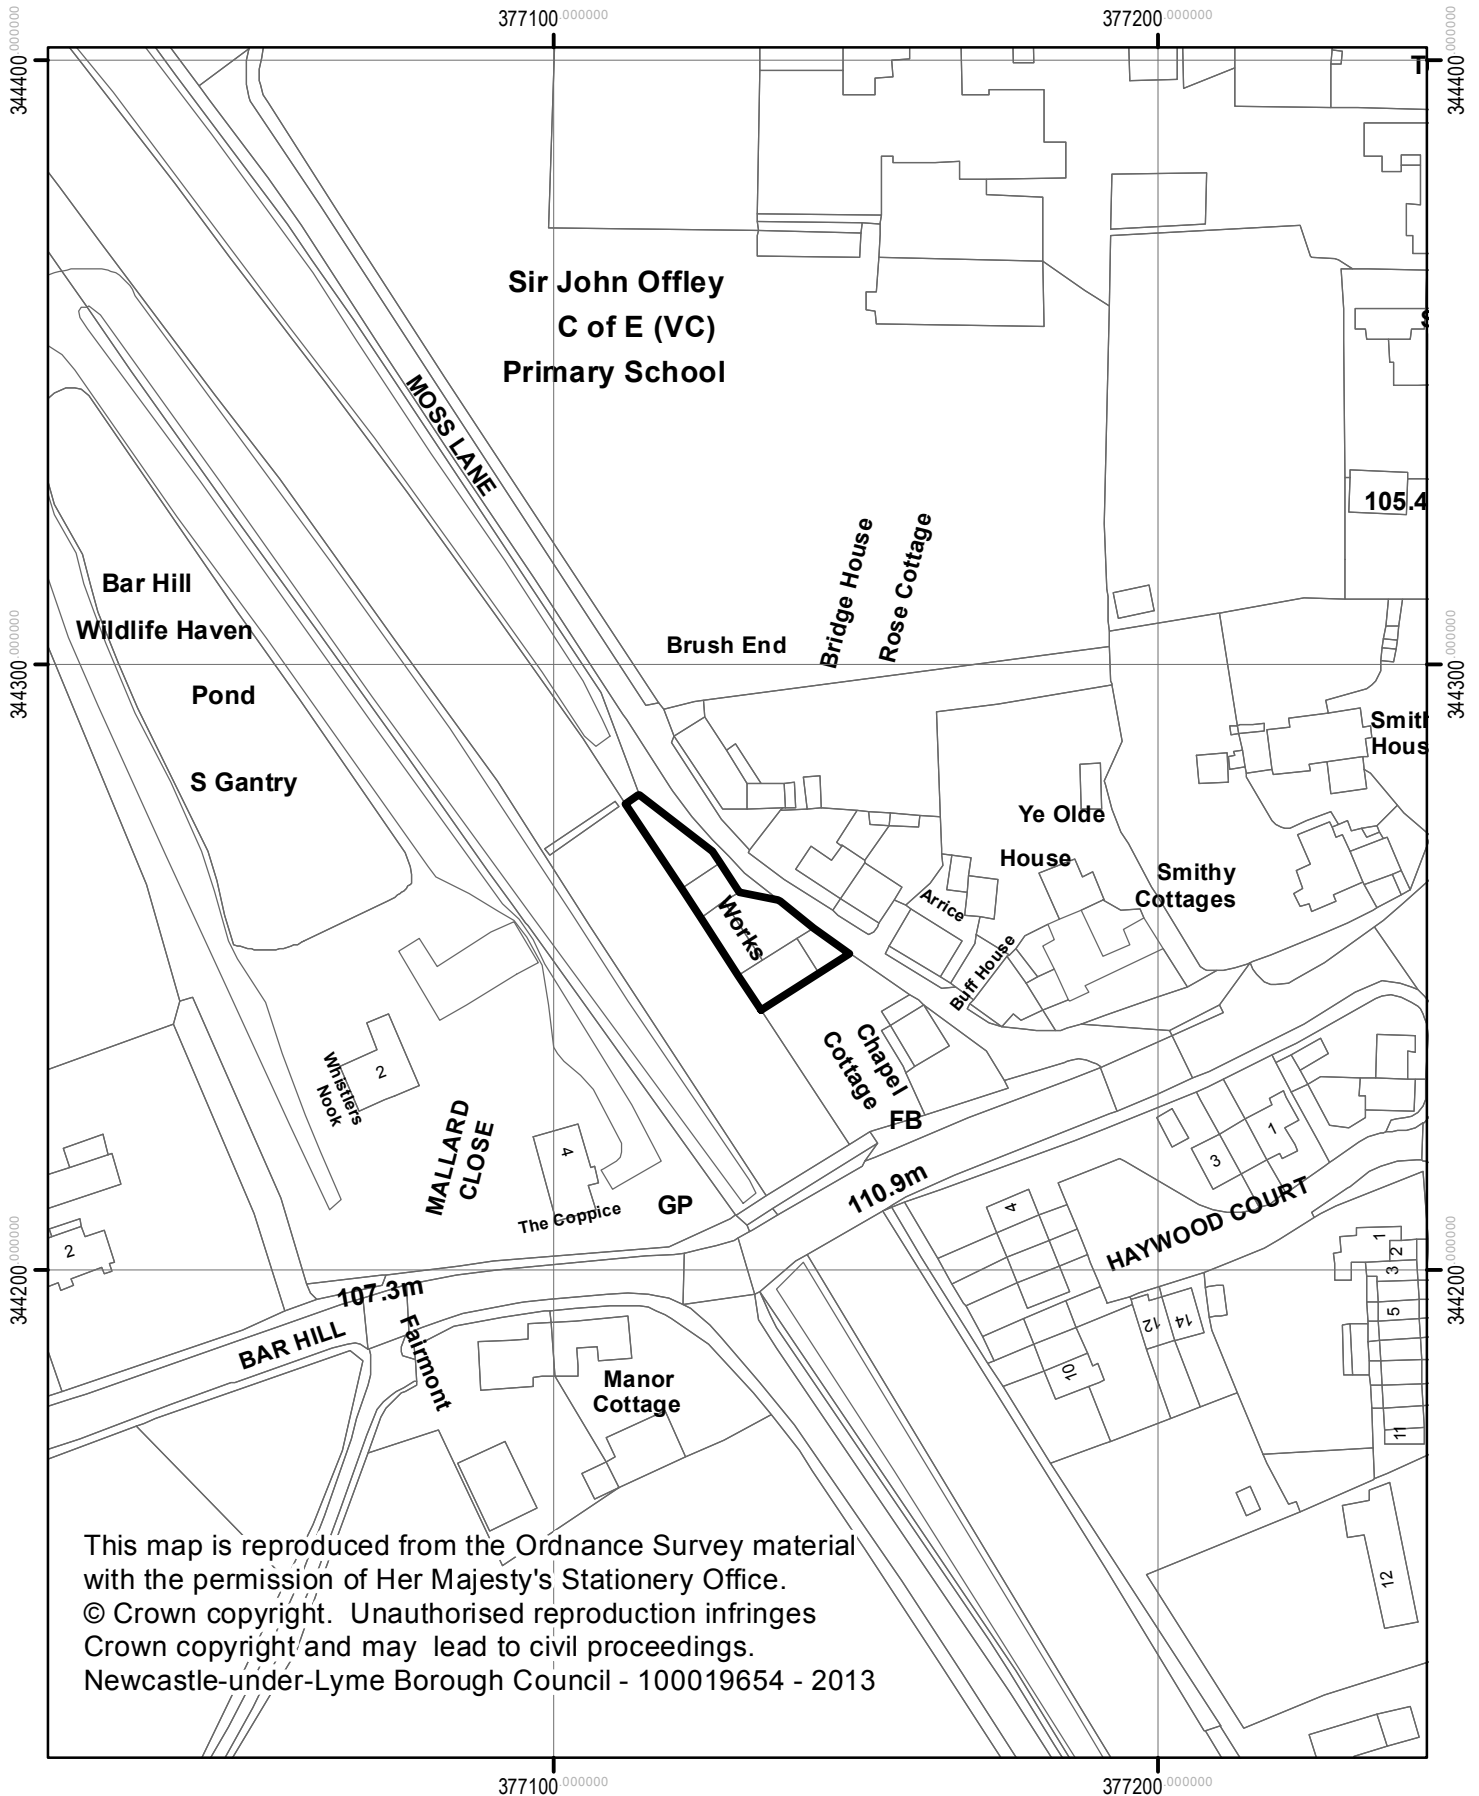 377100.000000
377200.000000
344400.000000
344400.000000
T
Sir John Offley
C of E (VC)
Primary School
S
MOSS LANE
105.4
Bar Hill
Wildlife Haven
Pond
S Gantry
Brush End
Bridge House
Rose Cottage
344300.000000
344300.000000
Smith
Hous
Ye Olde
House
Smithy
Cottages
Arrice
Buff House
Works
Chapel
Cottage
FB
Whistlers
Nook
2
MALLARD
CLOSE
4
The Coppice
GP
110.9m
1
3
4
HAYWOOD COURT
2
1
2
3
5
11
12
14
10
344200.000000
344200.000000
107.3m
BAR HILL
Fairmont
Manor
Cottage
12
This map is reproduced from the Ordnance Survey material
with the permission of Her Majesty's Stationery Office.
© Crown copyright. Unauthorised reproduction infringes
Crown copyright and may lead to civil proceedings.
Newcastle-under-Lyme Borough Council - 100019654 - 2013
377100.000000
377200.000000